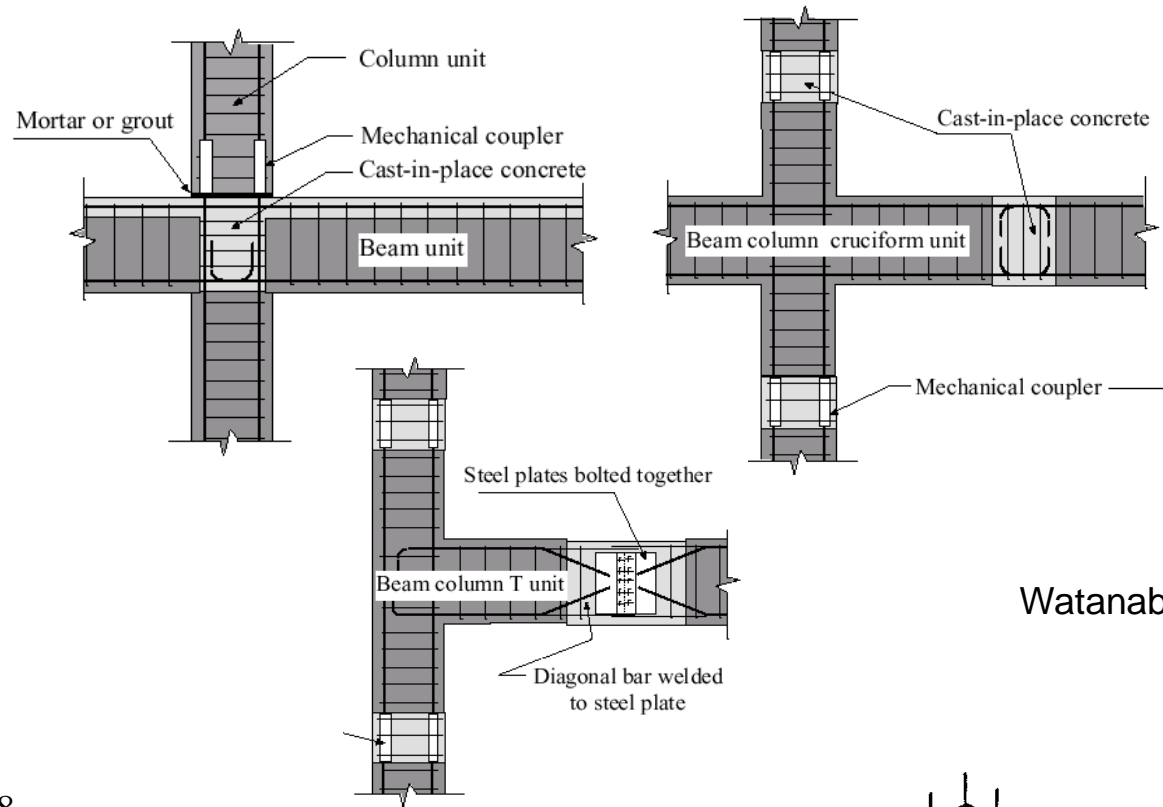 Column unit
Mortar or grout
Mechanical coupler
Cast-in-place concrete
Beam unit
Cast-in-place concrete
Beam column cruciform unit
Mechanical coupler
Steel plates bolted together
Beam column T unit
Diagonal bar welded
to steel plate
Watanab